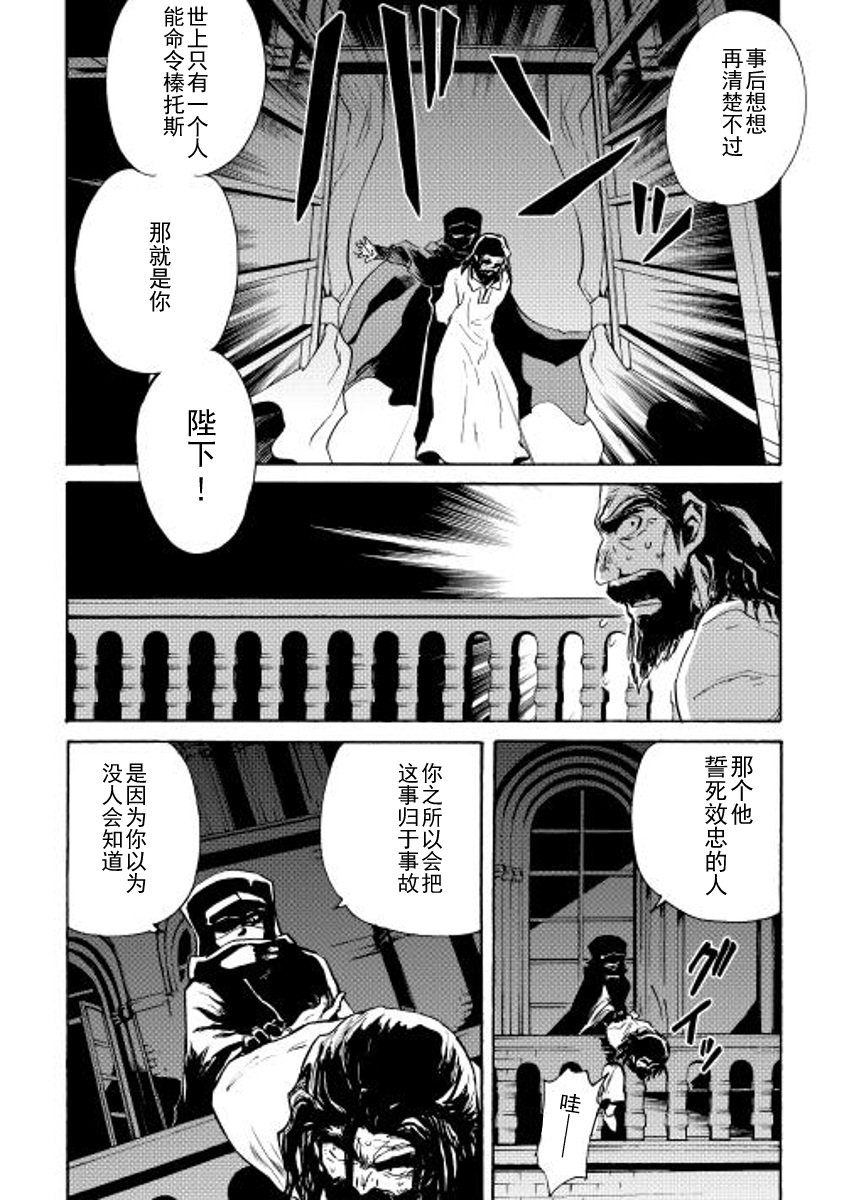 事后想想
再清楚不过
世上只有一个人
能命令榛托斯
那就是你
陛下！
那个他
誓死效忠的人
グイッ
哇——
你之所以会把
这事归于事故
是因为你以为
没人会知道